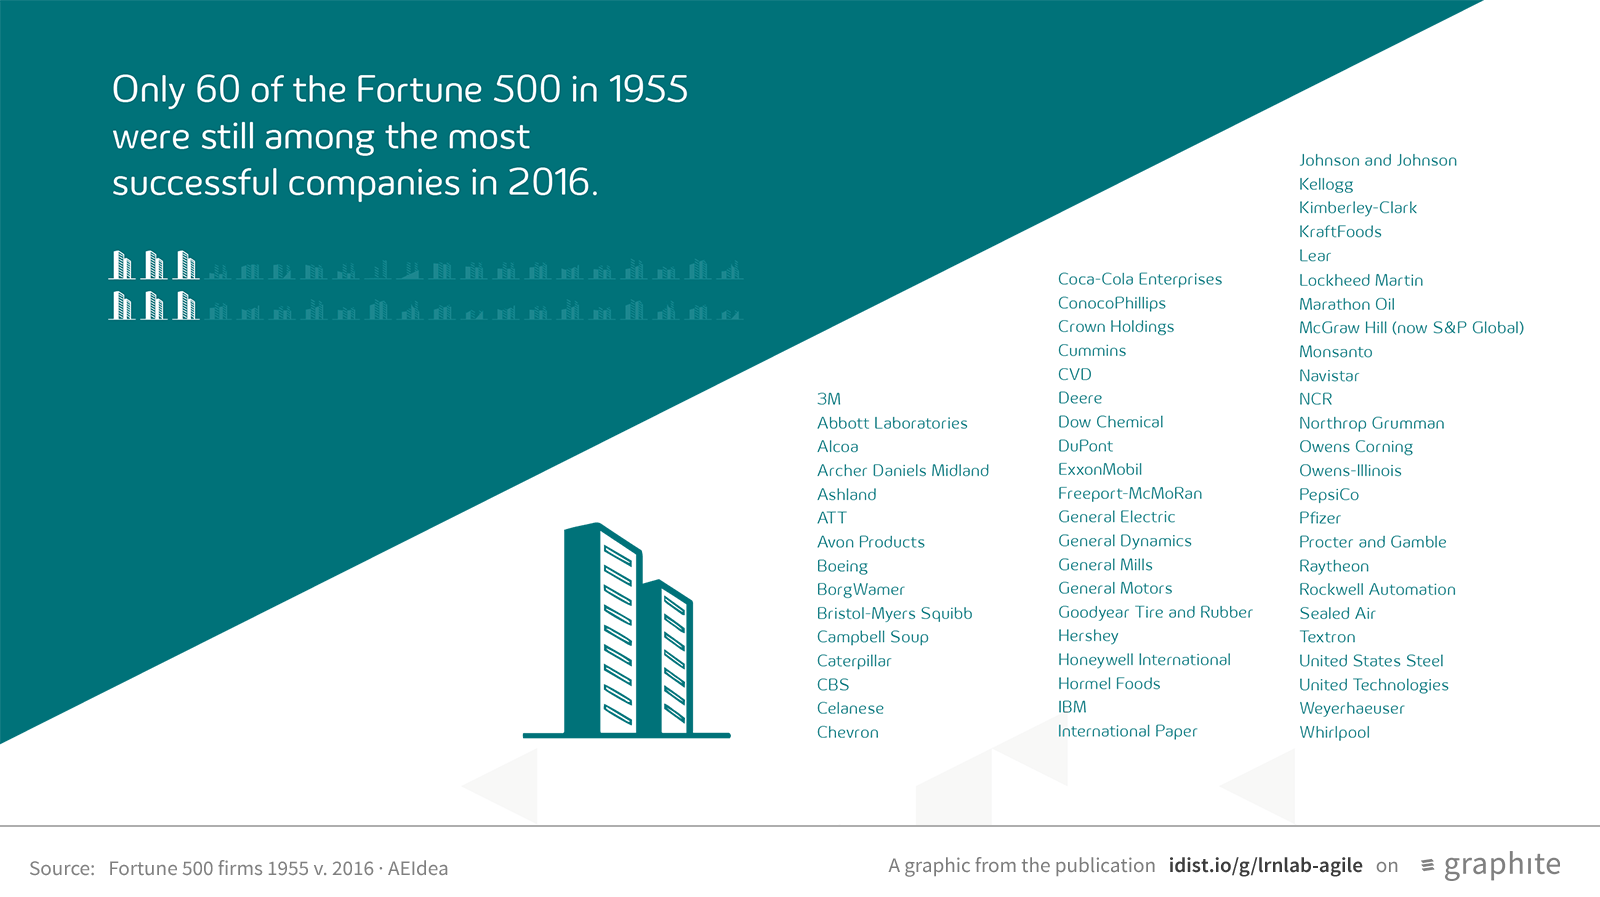 Only 60 of the Fortune 500 in 1955
were still among the most
successful companies in 2016.
3M
Abbott Laboratories
Alcoa
Archer Daniels Midland
Ashland
ATT
Avon Products
Boeing
BorgWamer
Bristol-Myers Squibb
Campbell Soup
Caterpillar
CBS
Celanese
Chevron
Coca-Cola Enterprises
ConocoPhillips
Crown Holdings
Cummins
CVD
Deere
Dow Chemical
DuPont
ExxonMobil
Freeport-McMoRan
General Electric
General Dynamics
General Mills
General Motors
Goodyear Tire and Rubber
Hershey
Honeywell International
Hormel Foods
IBM
International Paper
Johnson and Johnson
Kellogg
Kimberley-Clark
KraftFoods
Lear
Lockheed Martin
Marathon Oil
McGraw Hill (now S&P Global)
Monsanto
Navistar
NCR
Northrop Grumman
Owens Corning
Owens-Illinois
PepsiCo
Pfizer
Procter and Gamble
Raytheon
Rockwell Automation
Sealed Air
Textron
United States Steel
United Technologies
Weyerhaeuser
Whirlpool
Source: Fortune 500 firms 1955 v. 2016 · AEIdea
A graphic from the publication idist.io/g/lrnlab-agile on graphite